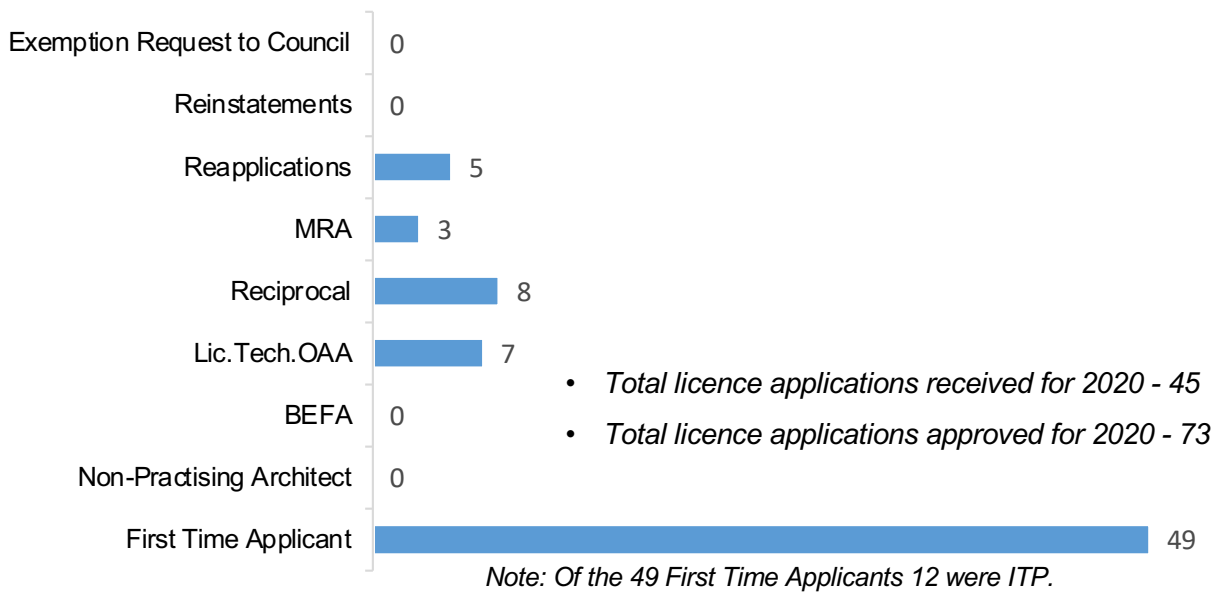 Exemption Request to Council 0
Reinstatements 0
Reapplications 5
MRA 3
Reciprocal 8
Lic.Tech.OAA 7
• Total licence applications received for 2020 - 45
BEFA 0
• Total licence applications approved for 2020 - 73
Non-Practising Architect 0
First Time Applicant 49
Note: Of the 49 First Time Applicants 12 were ITP.